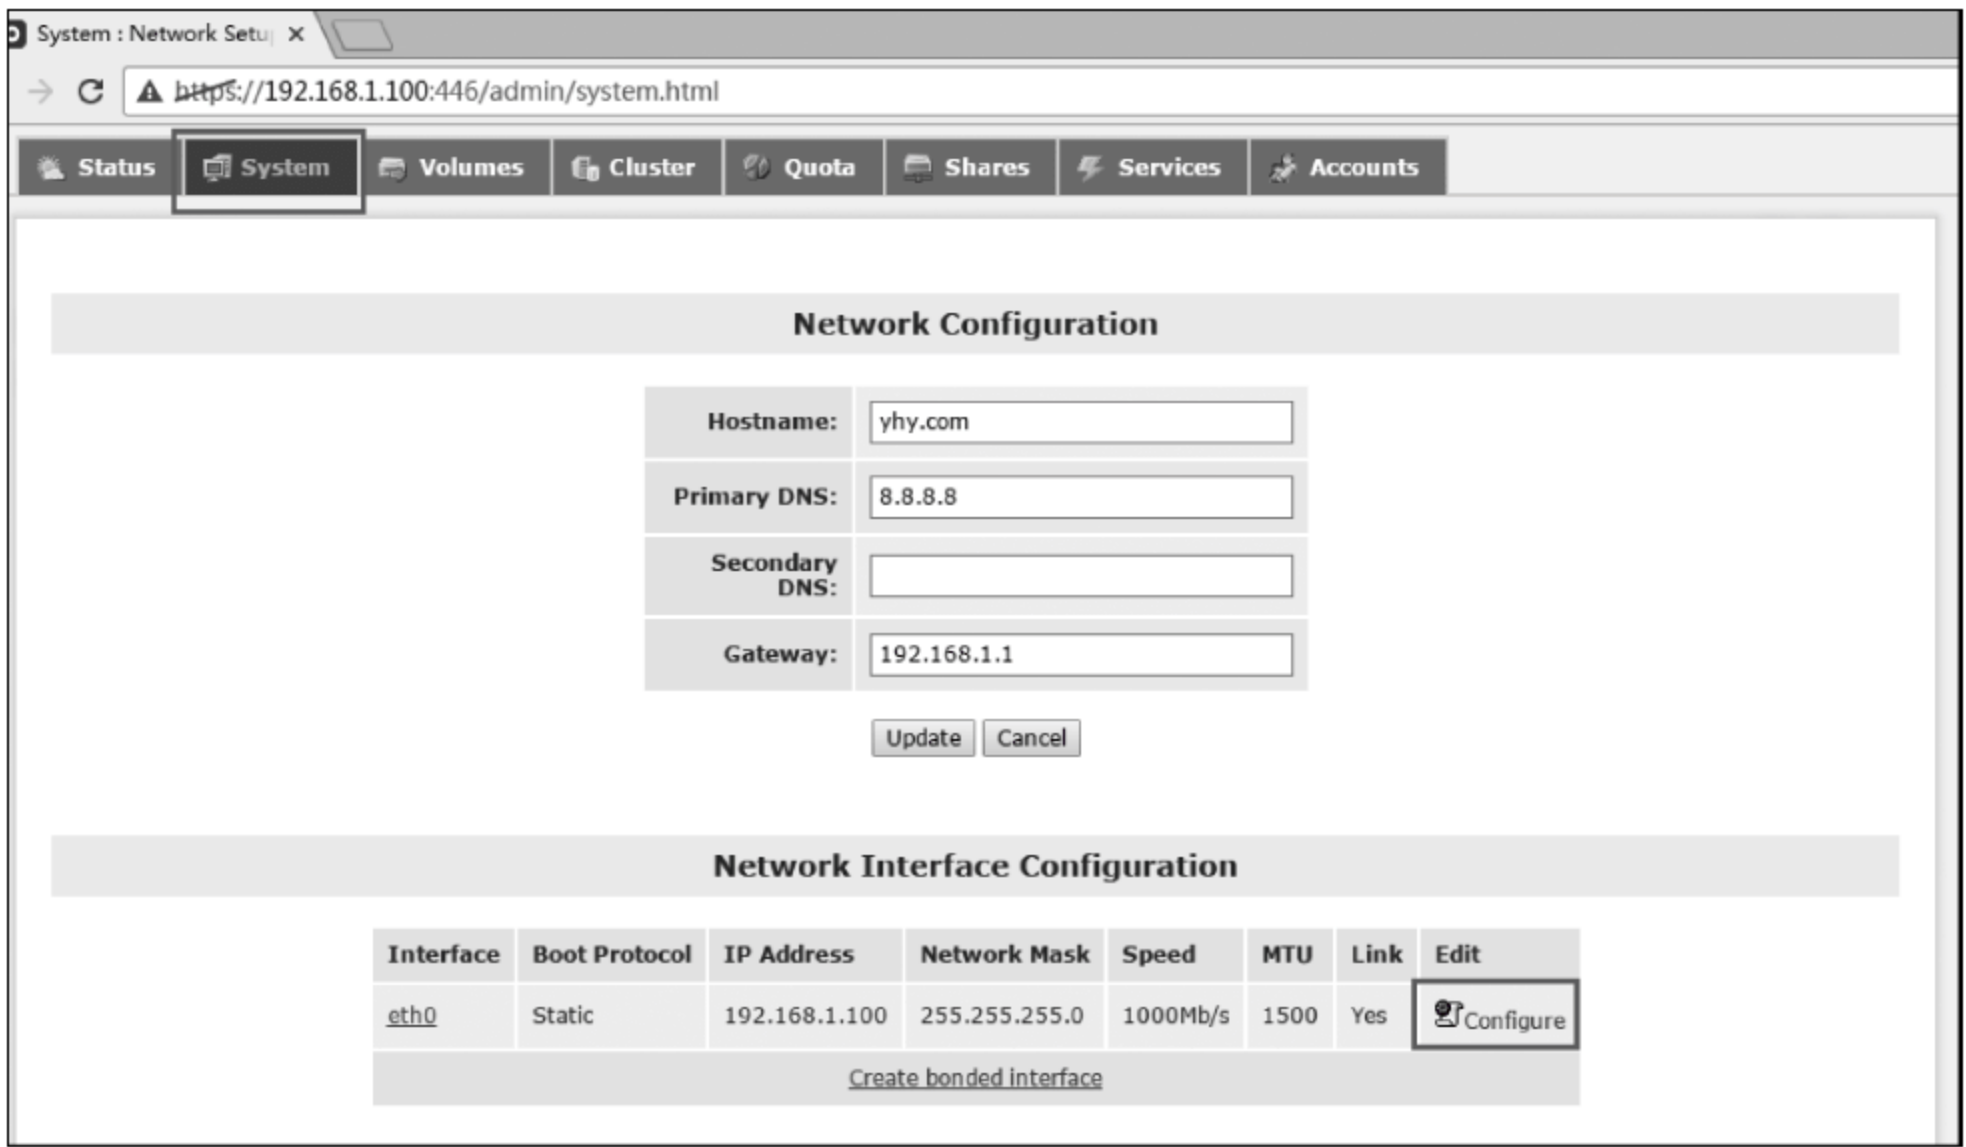 System : Network Setu
https://192.168.1.100:446/admin/system.html
Status System Volumes Cluster Quota Shares Services Accounts
Network Configuration
Hostname: yhy.com
Primary DNS: 8.8.8.8
Secondary
DNS:
Gateway: 192.168.1.1
Update Cancel
Network Interface Configuration
Interface Boot Protocol IP Address Network Mask Speed MTU Link Edit
eth0 Static 192.168.1.100 255.255.255.0 1000Mb/s 1500 Yes Configure
Create bonded interface